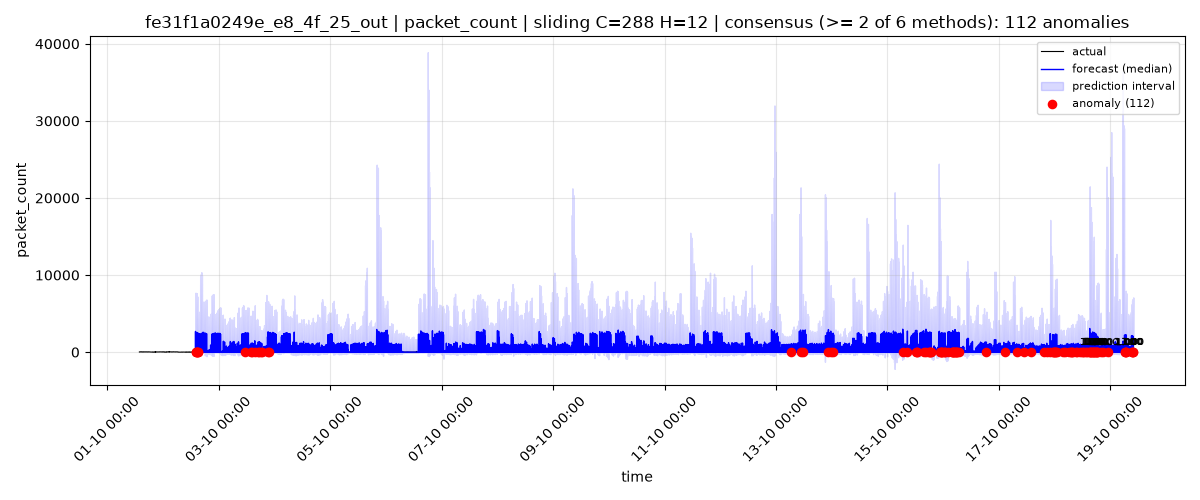 fe31f1a0249e_e8_4f_25_out | packet_count | sliding C=288 H=12 | consensus (>= 2 of 6 methods): 112 anomalies
actual
forecast (median)
prediction interval
anomaly (112)
packet_count
40000
30000
20000
10000
0
01-10 00:00
03-10 00:00
05-10 00:00
07-10 00:00
09-10 00:00
11-10 00:00
13-10 00:00
15-10 00:00
17-10 00:00
19-10 00:00
time